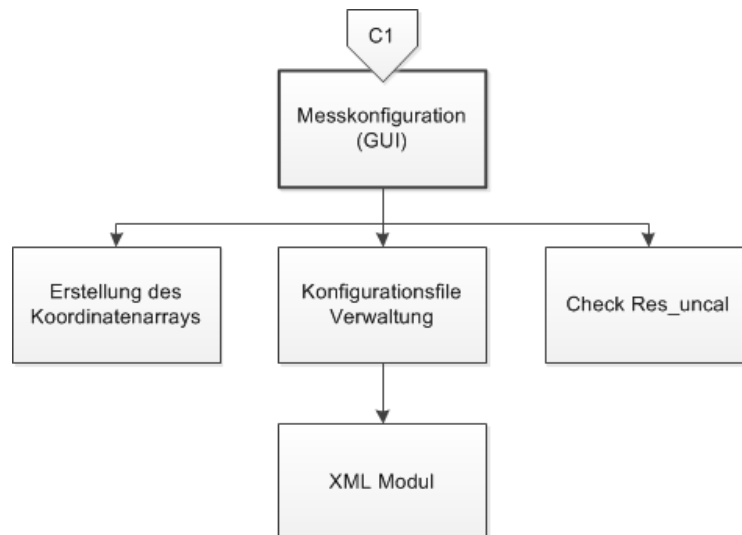 C1
Messkonfiguration
(GUI)
Erstellung des
Koordinatenarrays
Konfigurationsfile
Verwaltung
Check Res_uncal
XML Modul